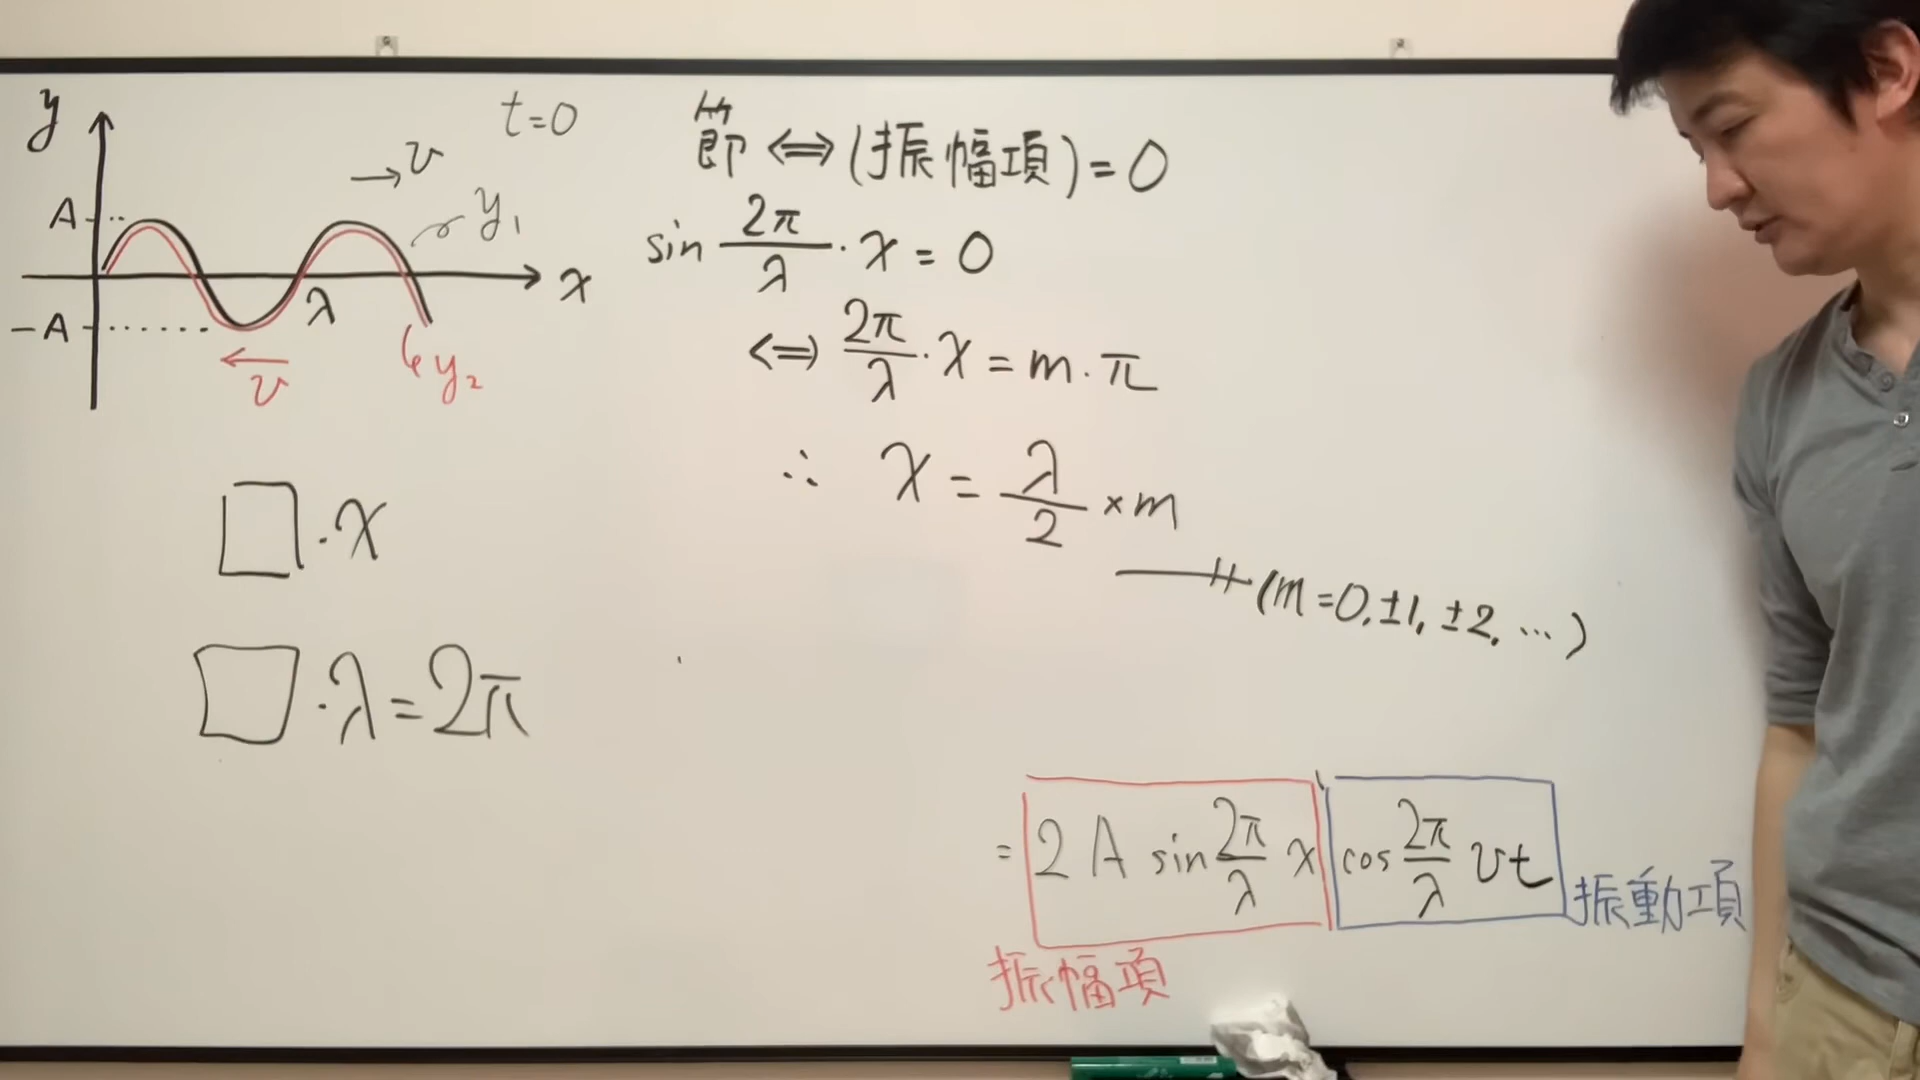 y
t=0
→v
A
y₁
x
λ
-A
←
v
y₂
□・x
□・λ=2π
節⇔(振幅項)=0
sin 2π/λ・x=0
⇔ 2π/λ・x=m・π
∴ x=λ/2×m
(m=0,±1,±2,…)
=2A sin 2π/λ x cos 2π/λ vt
振動項
振幅項